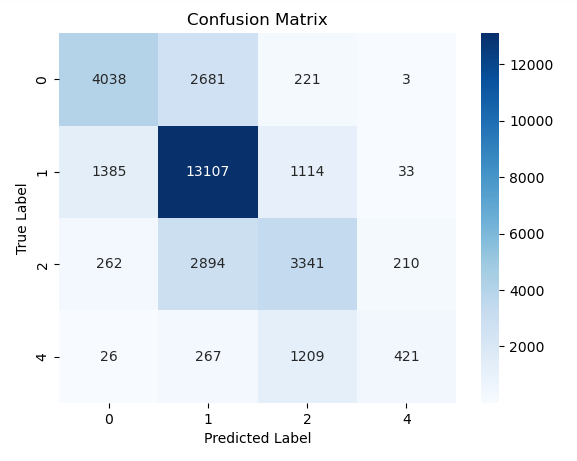 Confusion Matrix
0 4038 2681 221 3
1 1385 13107 1114 33
2 262 2894 3341 210
4 26 267 1209 421
0 1 2 4
True Label
Predicted Label
12000
10000
8000
6000
4000
2000